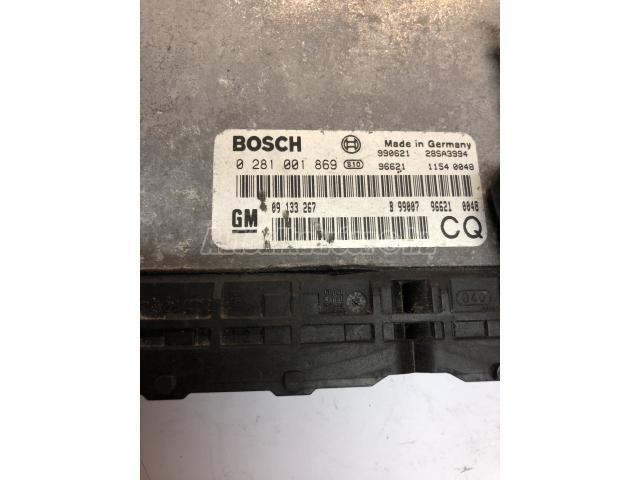 BOSCH
Made in Germany
990621 28SA3994
0 281 001 869 S10
96621 1154 0048
GM
09 133 267
B 99007 96621 0048
CQ